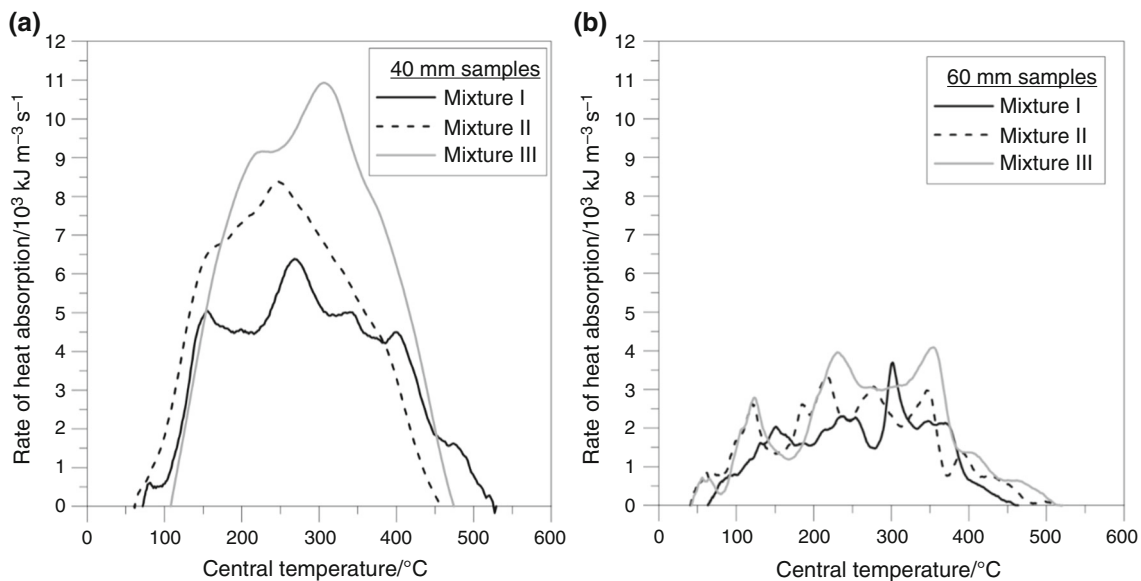 (a)
Rate of heat absorption/10³ kJ m⁻³ s⁻¹
12
11
10
9
8
7
6
5
4
3
2
1
0
40 mm samples
Mixture I
Mixture II
Mixture III
0 100 200 300 400 500 600
Central temperature/°C
(b)
Rate of heat absorption/10³ kJ m⁻³ s⁻¹
12
11
10
9
8
7
6
5
4
3
2
1
0
60 mm samples
Mixture I
Mixture II
Mixture III
0 100 200 300 400 500 600
Central temperature/°C